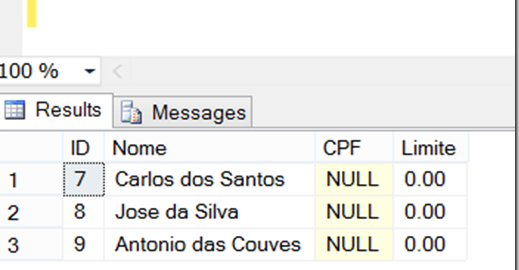 100 %
Results Messages
ID Nome CPF Limite
1 7 Carlos dos Santos NULL 0.00
2 8 Jose da Silva NULL 0.00
3 9 Antonio das Couves NULL 0.00